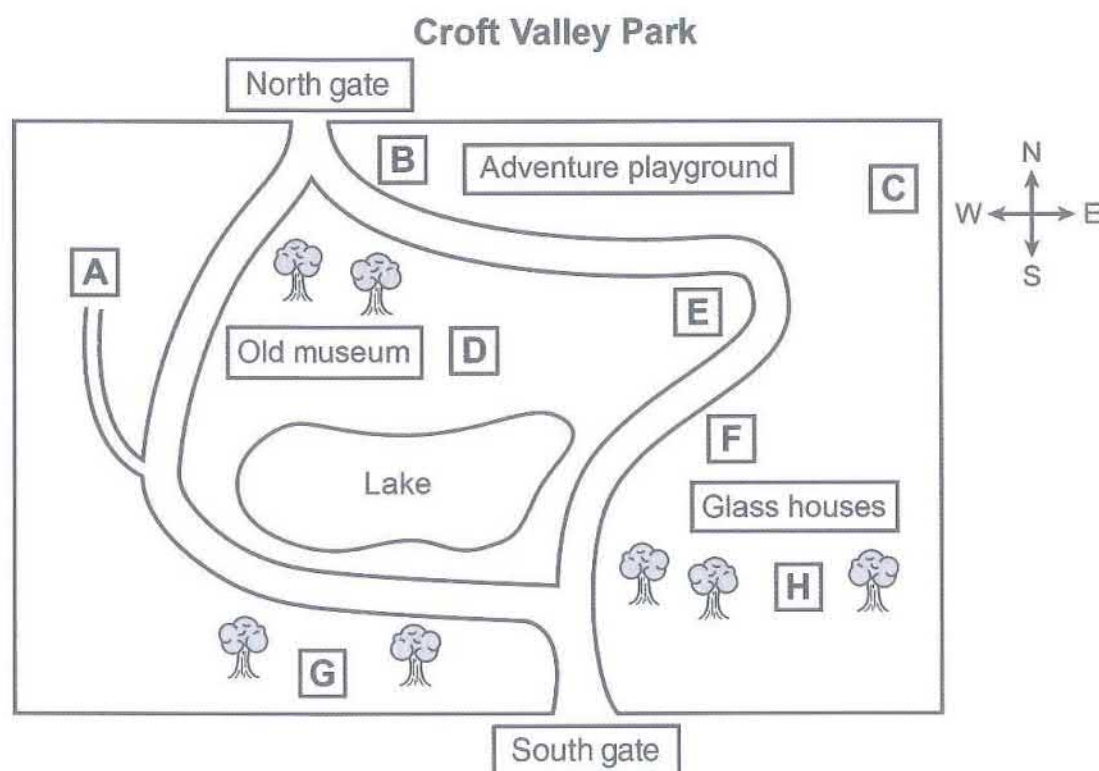 Croft Valley Park
North gate
B
Adventure playground
C
N
W E
S
A
E
Old museum
D
F
Lake
Glass houses
H
G
South gate